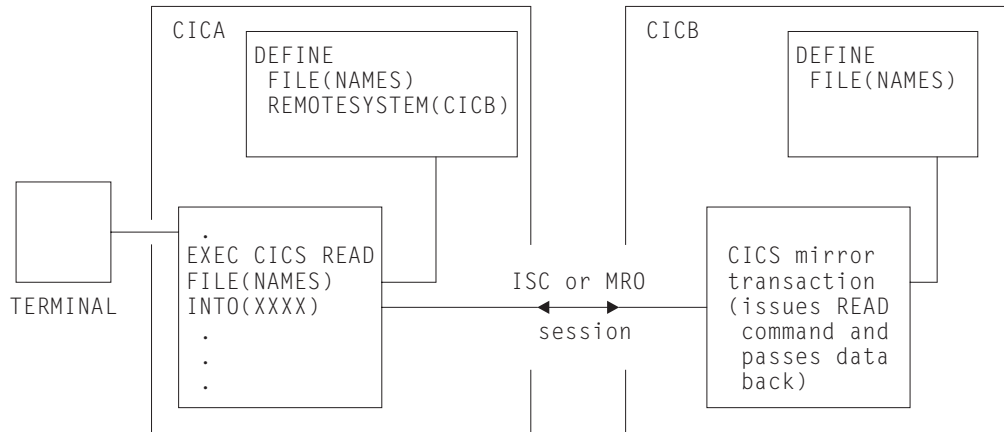 CICA
DEFINE
FILE(NAMES)
REMOTESYSTEM(CICB)
TERMINAL
.
EXEC CICS READ
FILE(NAMES)
INTO(XXXX)
.
.
.
ISC or MRO
session
CICB
DEFINE
FILE(NAMES)
CICS mirror
transaction
(issues READ
command and
passes data
back)